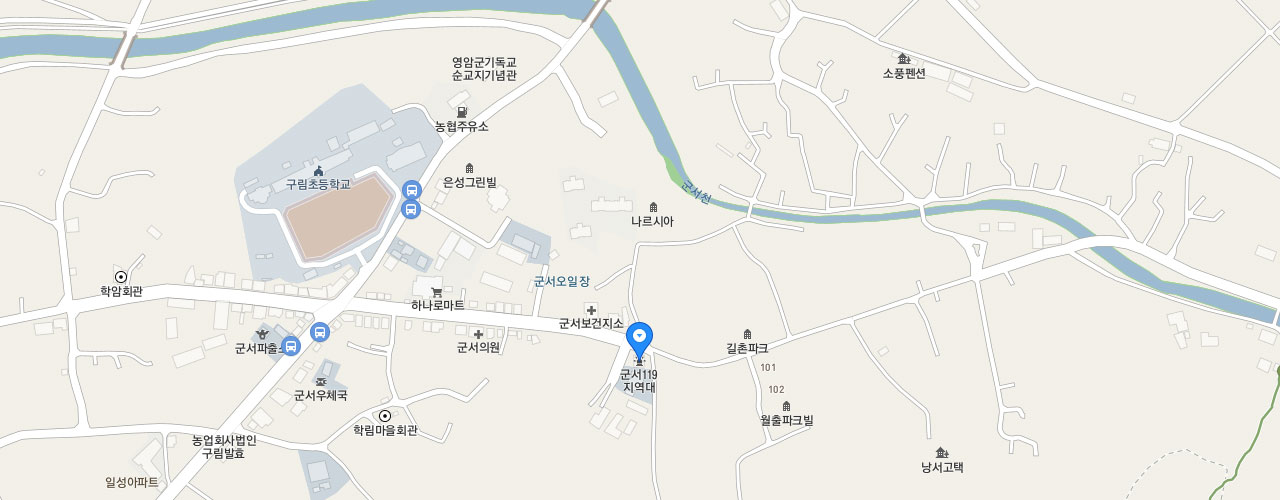 영암군기독교
순교지기념관
소풍펜션
농협주유소
구림초등학교
은성그린빌
군서천
나르시아
학암회관
군서오일장
하나로마트
군서보건지소
군서파출소
군서의원
길촌파크
101
군서119
지역대
102
군서우체국
월출파크빌
학림마을회관
농업회사법인
구림발효
낭서고택
일성아파트